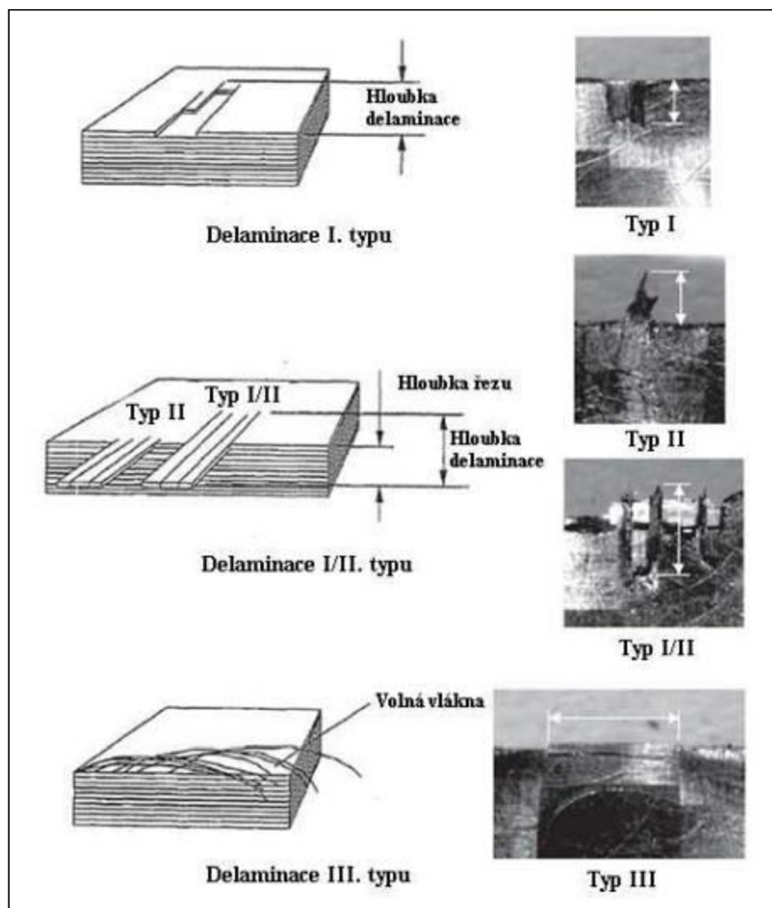 Hloubka
delaminace
Delaminace I. typu
Typ I
Typ II
Typ II
Typ I/II
Hloubka řezu
Hloubka
delaminace
Delaminace I/II. typu
Typ I/II
Volná vlákna
Delaminace III. typu
Typ III